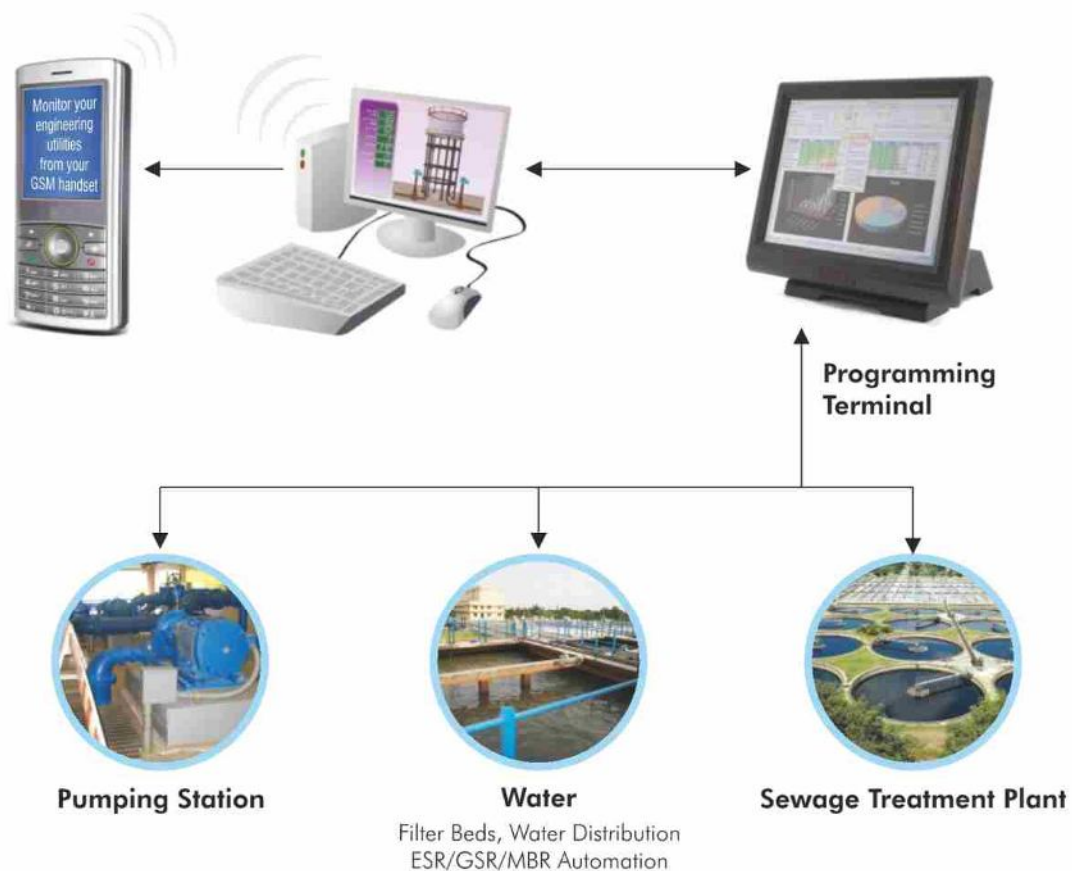 Monitor your
engineering
utilities
from your
GSM handset
Programming
Terminal
Pumping Station
Water
Sewage Treatment Plant
Filter Beds, Water Distribution
ESR/GSR/MBR Automation